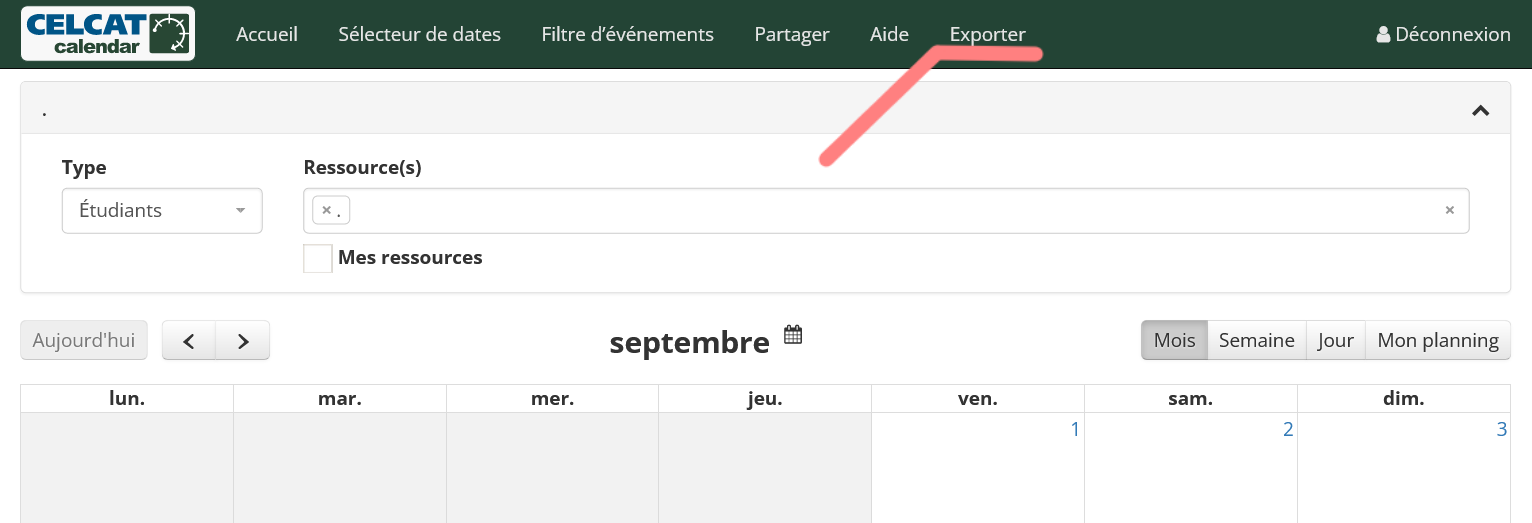 CELCAT calendar Accueil Sélecteur de dates Filtre d'événements Partager Aide Exporter Déconnexion
.
Type Ressource(s)
Étudiants × . ×
Mes ressources
Aujourd'hui septembre Mois Semaine Jour Mon planning
lun. mar. mer. jeu. ven. sam. dim.
1 2 3